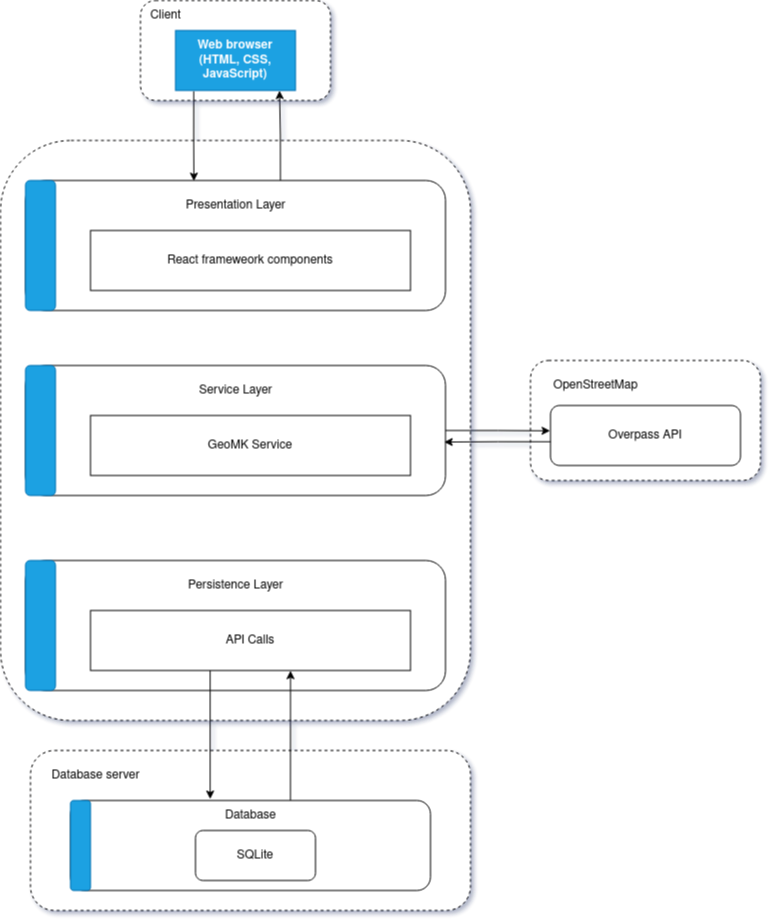 Client
Web browser
(HTML, CSS,
JavaScript)
Presentation Layer
React frameweork components
Service Layer
GeoMK Service
OpenStreetMap
Overpass API
Persistence Layer
API Calls
Database server
Database
SQLite